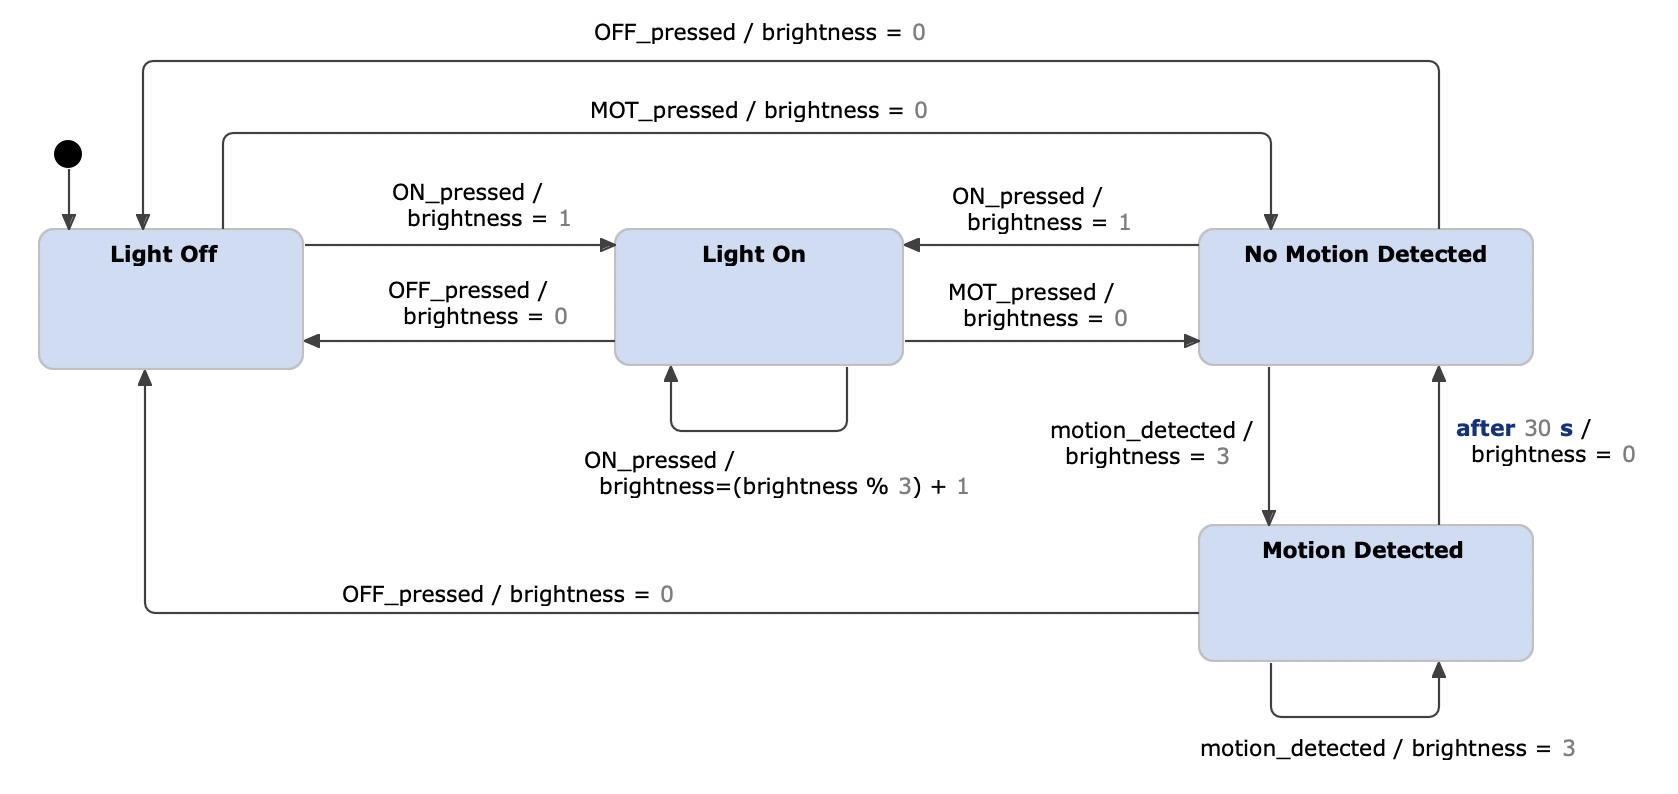 OFF_pressed / brightness = 0
MOT_pressed / brightness = 0
ON_pressed /
brightness = 1
ON_pressed /
brightness = 1
Light Off
Light On
No Motion Detected
OFF_pressed /
brightness = 0
MOT_pressed /
brightness = 0
ON_pressed /
brightness=(brightness % 3) + 1
motion_detected /
brightness = 3
after 30 s /
brightness = 0
Motion Detected
OFF_pressed / brightness = 0
motion_detected / brightness = 3